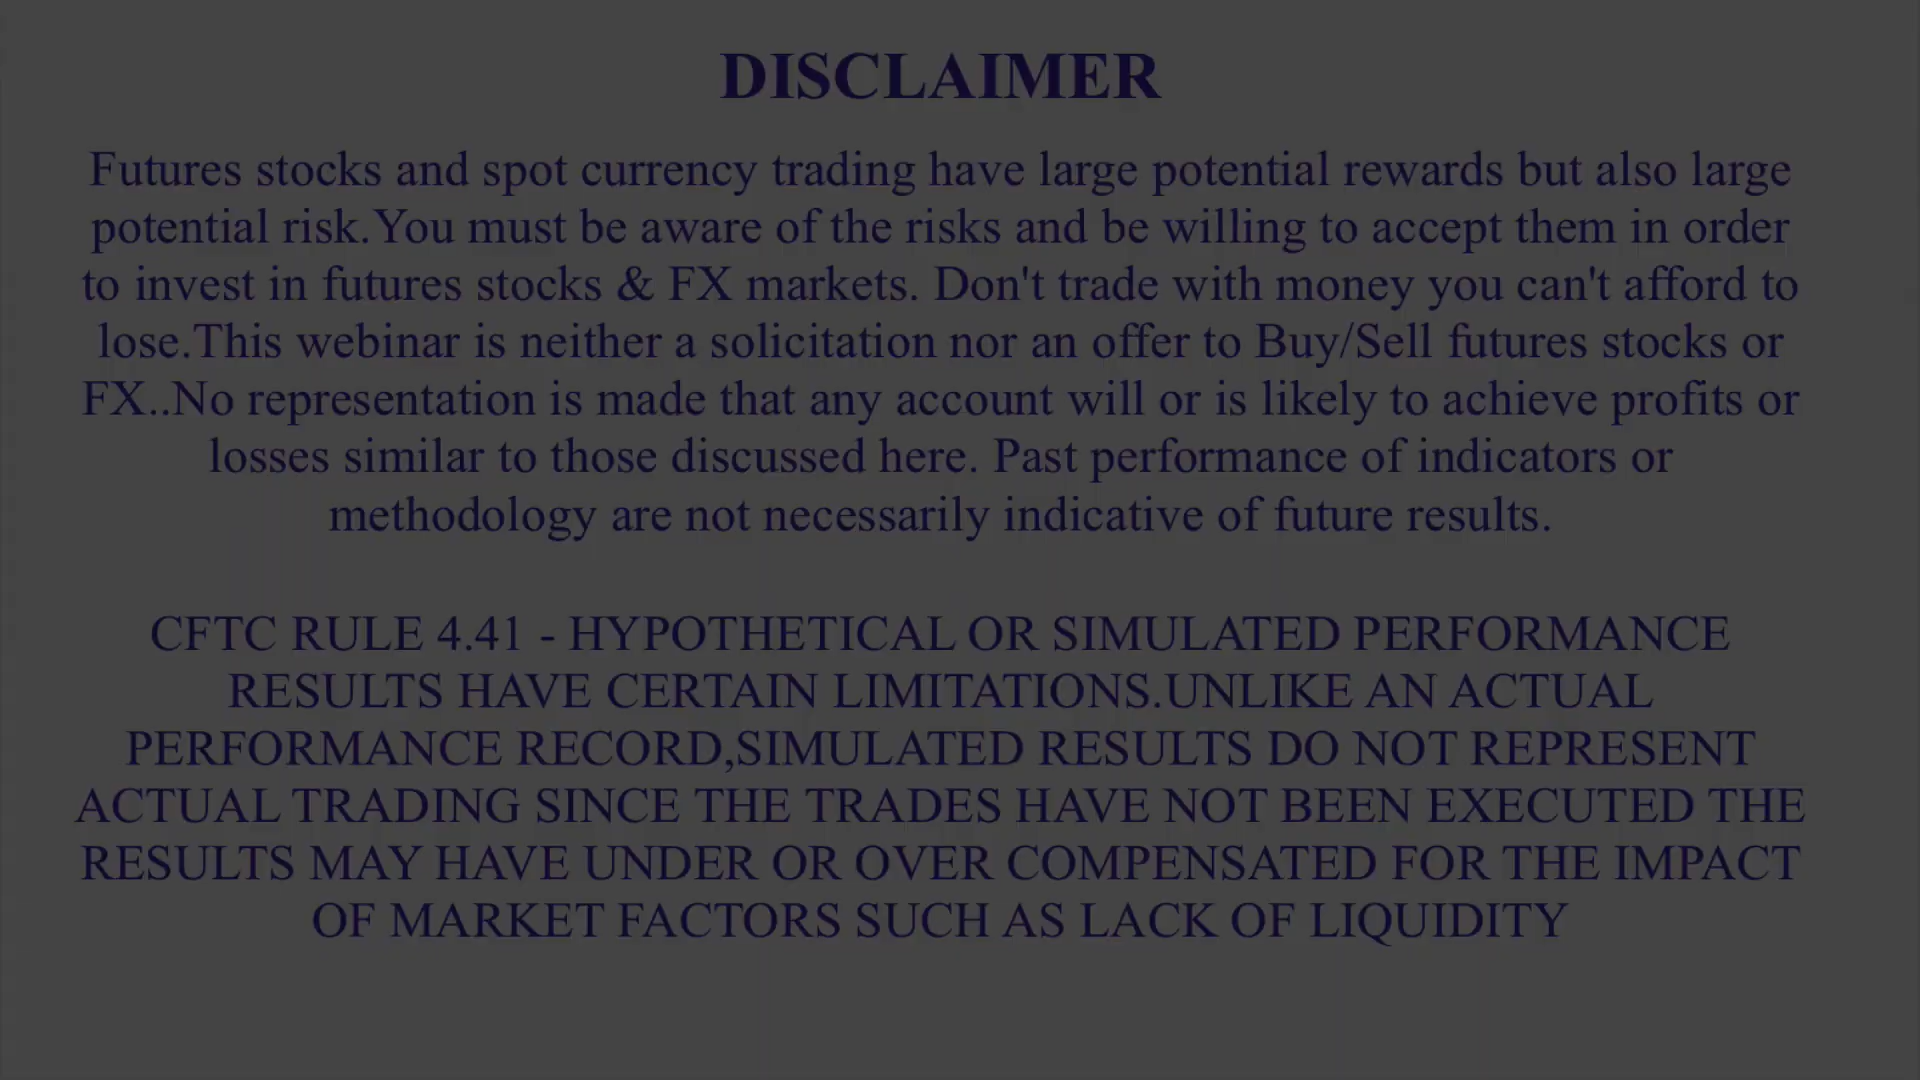 DISCLAIMER
Futures stocks and spot currency trading have large potential rewards but also large
potential risk.You must be aware of the risks and be willing to accept them in order
to invest in futures stocks & FX markets. Don't trade with money you can't afford to
lose.This webinar is neither a solicitation nor an offer to Buy/Sell futures stocks or
FX..No representation is made that any account will or is likely to achieve profits or
losses similar to those discussed here. Past performance of indicators or
methodology are not necessarily indicative of future results.
CFTC RULE 4.41 - HYPOTHETICAL OR SIMULATED PERFORMANCE
RESULTS HAVE CERTAIN LIMITATIONS.UNLIKE AN ACTUAL
PERFORMANCE RECORD,SIMULATED RESULTS DO NOT REPRESENT
ACTUAL TRADING SINCE THE TRADES HAVE NOT BEEN EXECUTED THE
RESULTS MAY HAVE UNDER OR OVER COMPENSATED FOR THE IMPACT
OF MARKET FACTORS SUCH AS LACK OF LIQUIDITY